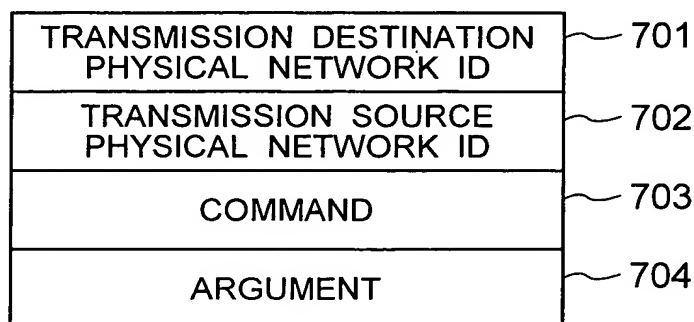 TRANSMISSION DESTINATION 701
PHYSICAL NETWORK ID
TRANSMISSION SOURCE 702
PHYSICAL NETWORK ID
COMMAND 703
ARGUMENT 704